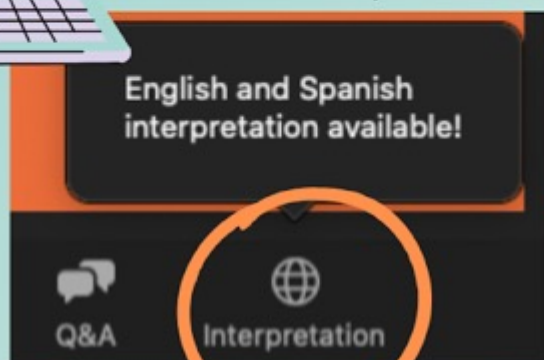 English and Spanish
interpretation available!
Q&A
Interpretation